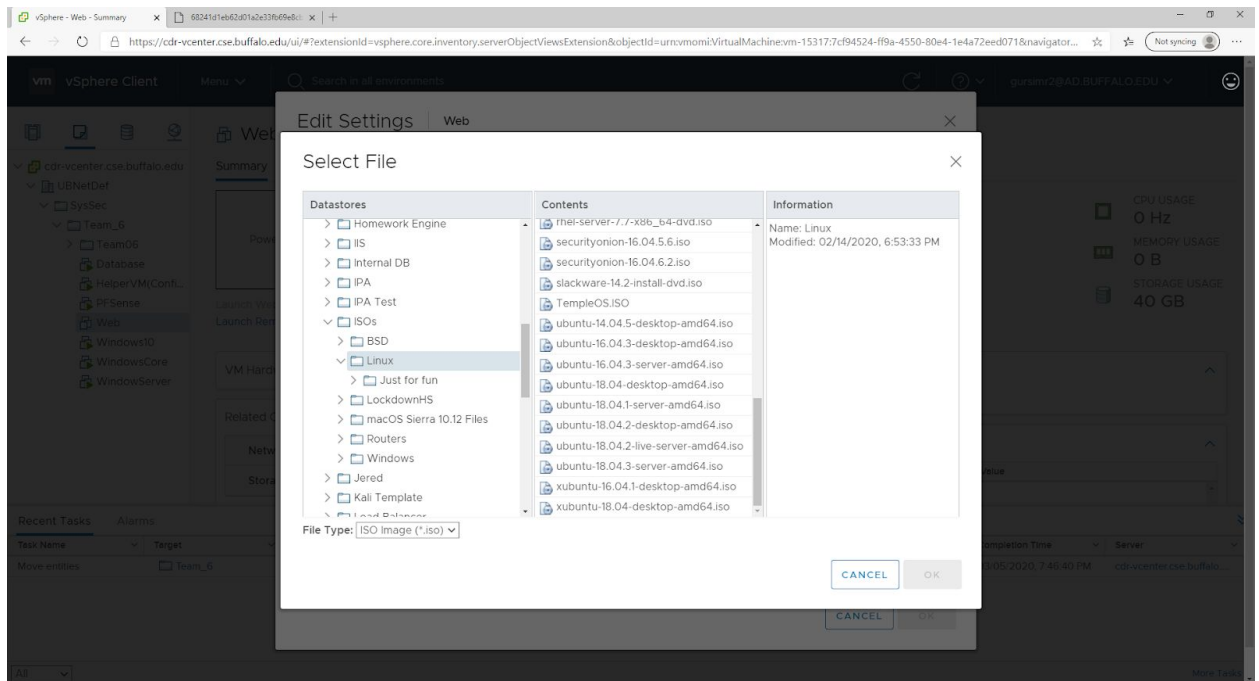 vSphere - Web - Summary
68241d1eb62d01a2e33fb69e8c
https://cdr-vcenter.cse.buffalo.edu/ui/#?extensionId=vsphere.core.inventory.serverObjectViewsExtension&objectId=urn:vmomi:VirtualMachine:vm-15317:7cf94524-ff9a-4550-80e4-1e4a72eed071&navigator...
Not syncing
vm vSphere Client
Menu
Search in all environments
gursimr2@AD.BUFFALO.EDU
Edit Settings Web
Web
Summary
cdr-vcenter.cse.buffalo.edu
UBNetDef
SysSec
Team_6
Team06
Database
HelperVM(Confi...
PFSense
Web
Windows10
WindowsCore
WindowServer
Launch Rem
VM Hard
Related
Netw
Stora
Select File
Datastores
Homework Engine
IIS
Internal DB
IPA
IPA Test
ISOs
BSD
Linux
Just for fun
LockdownHS
macOS Sierra 10.12 Files
Routers
Windows
Jered
Kali Template
Load Balancer
Contents
rhel-server-7.7-x86_64-dvd.iso
securityonion-16.04.5.6.iso
securityonion-16.04.6.2.iso
slackware-14.2-install-dvd.iso
TempleOS.ISO
ubuntu-14.04.5-desktop-amd64.iso
ubuntu-16.04.3-desktop-amd64.iso
ubuntu-16.04.3-server-amd64.iso
ubuntu-18.04-desktop-amd64.iso
ubuntu-18.04.1-server-amd64.iso
ubuntu-18.04.2-desktop-amd64.iso
ubuntu-18.04.2-live-server-amd64.iso
ubuntu-18.04.3-server-amd64.iso
xubuntu-16.04.1-desktop-amd64.iso
xubuntu-18.04-desktop-amd64.iso
Information
Name: Linux
Modified: 02/14/2020, 6:53:33 PM
File Type: ISO Image (*.iso)
CANCEL OK
CPU USAGE
0 Hz
MEMORY USAGE
0 B
STORAGE USAGE
40 GB
Value
CANCEL OK
Recent Tasks Alarms
Task Name Target
Completion Time Server
Move entities Team_6
3/05/2020, 7:46:40 PM cdr-vcenter.cse.buffalo...
All
More Tasks